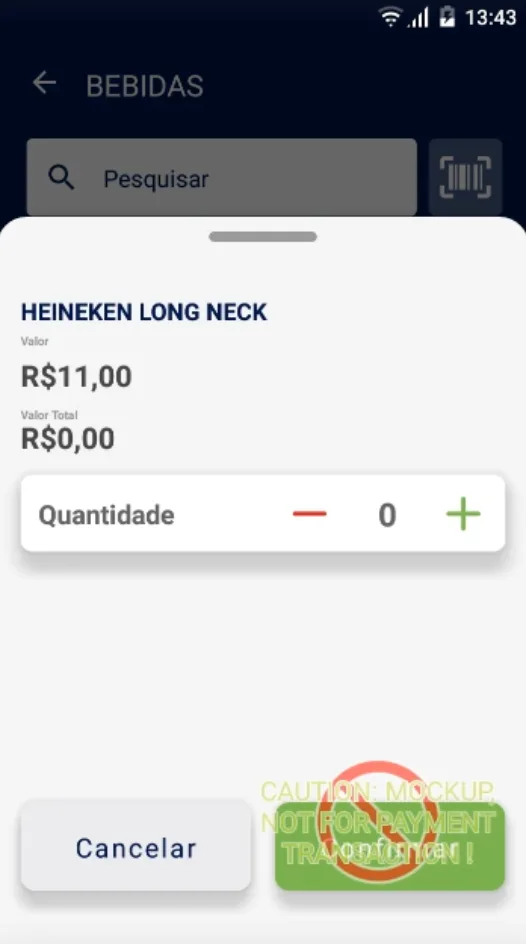 13:43
BEBIDAS
Pesquisar
HEINEKEN LONG NECK
Valor
R$11,00
Valor Total
R$0,00
Quantidade
0
CAUTION: MOCKUP,
NOT FOR PAYMENT
TRANSACTION !
Cancelar
Confirmar